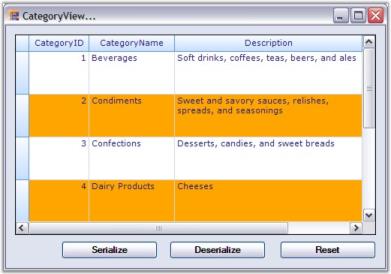 CategoryView...
CategoryID CategoryName Description
1 Beverages Soft drinks, coffees, teas, beers, and ales
2 Condiments Sweet and savory sauces, relishes,
spreads, and seasonings
3 Confections Desserts, candies, and sweet breads
4 Dairy Products Cheeses
Serialize Deserialize Reset